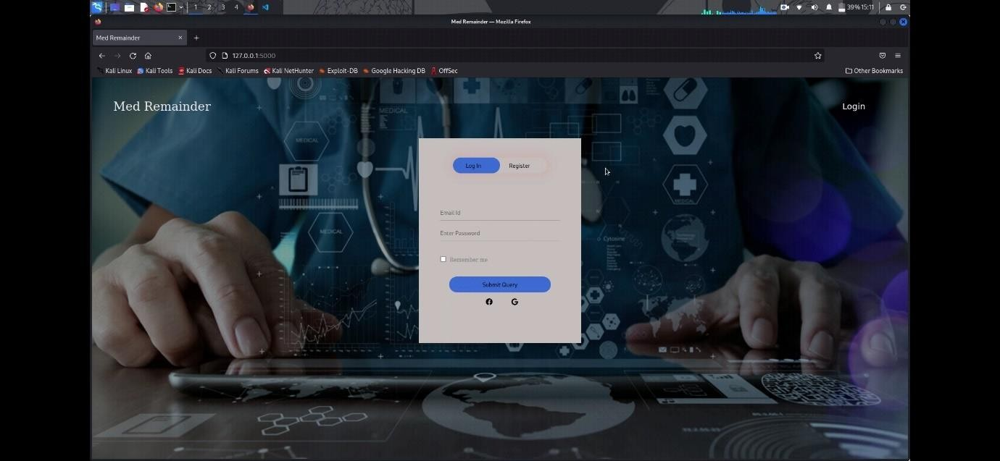 1 2 3 4 39% 15:11
Med Remainder — Mozilla Firefox
Med Remainder
127.0.0.1:5000
Kali Linux Kali Tools Kali Docs Kali Forums Kali NetHunter Exploit-DB Google Hacking DB OffSec Other Bookmarks
Med Remainder
Login
MEDICAL
MEDICAL
Log In Register
MEDICAL
Email Id
MEDICAL
Enter Password
Cytosine
Remember me
Submit Query